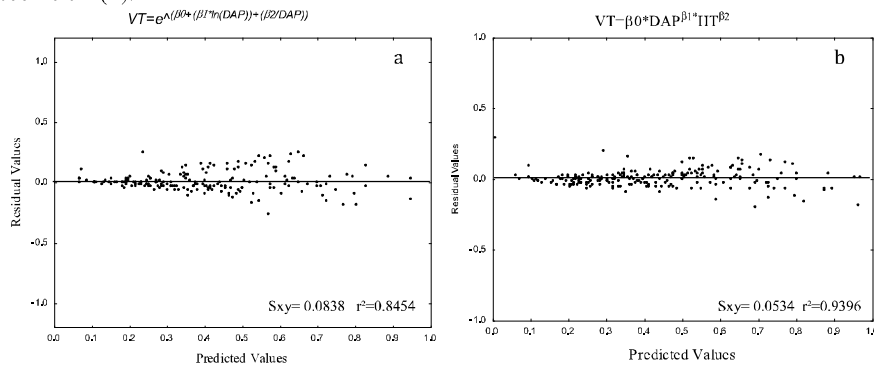 VT=e^(β0+(β1*ln(DAP))+(β2/DAP))
a
1.0
0.5
0.0
-0.5
-1.0
Residual Values
0.0 0.1 0.2 0.3 0.4 0.5 0.6 0.7 0.8 0.9 1.0
Sxy= 0.0838 r²=0.8454
Predicted Values
VT=β0*DAP^β1*HT^β2
b
1.0
0.5
0.0
-0.5
-1.0
Residual Values
0.0 0.1 0.2 0.3 0.4 0.5 0.6 0.7 0.8 0.9 1.0
Sxy= 0.0534 r²=0.9396
Predicted Values